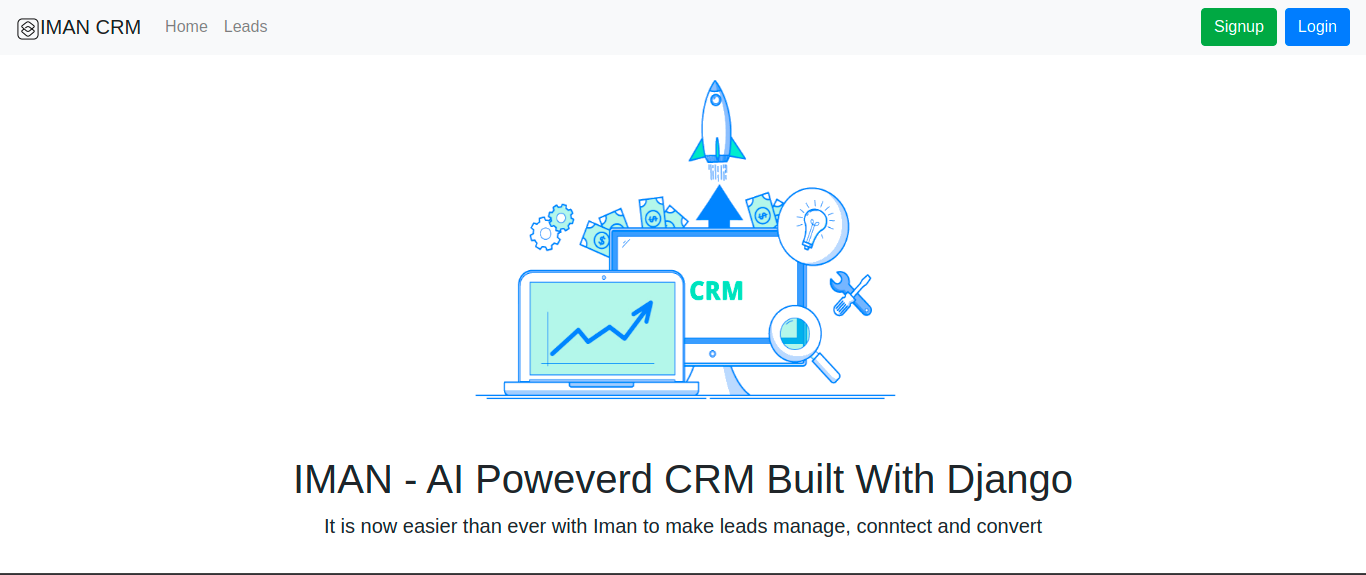 IMAN CRM Home Leads Signup Login
CRM
IMAN - AI Poweverd CRM Built With Django
It is now easier than ever with Iman to make leads manage, conntect and convert